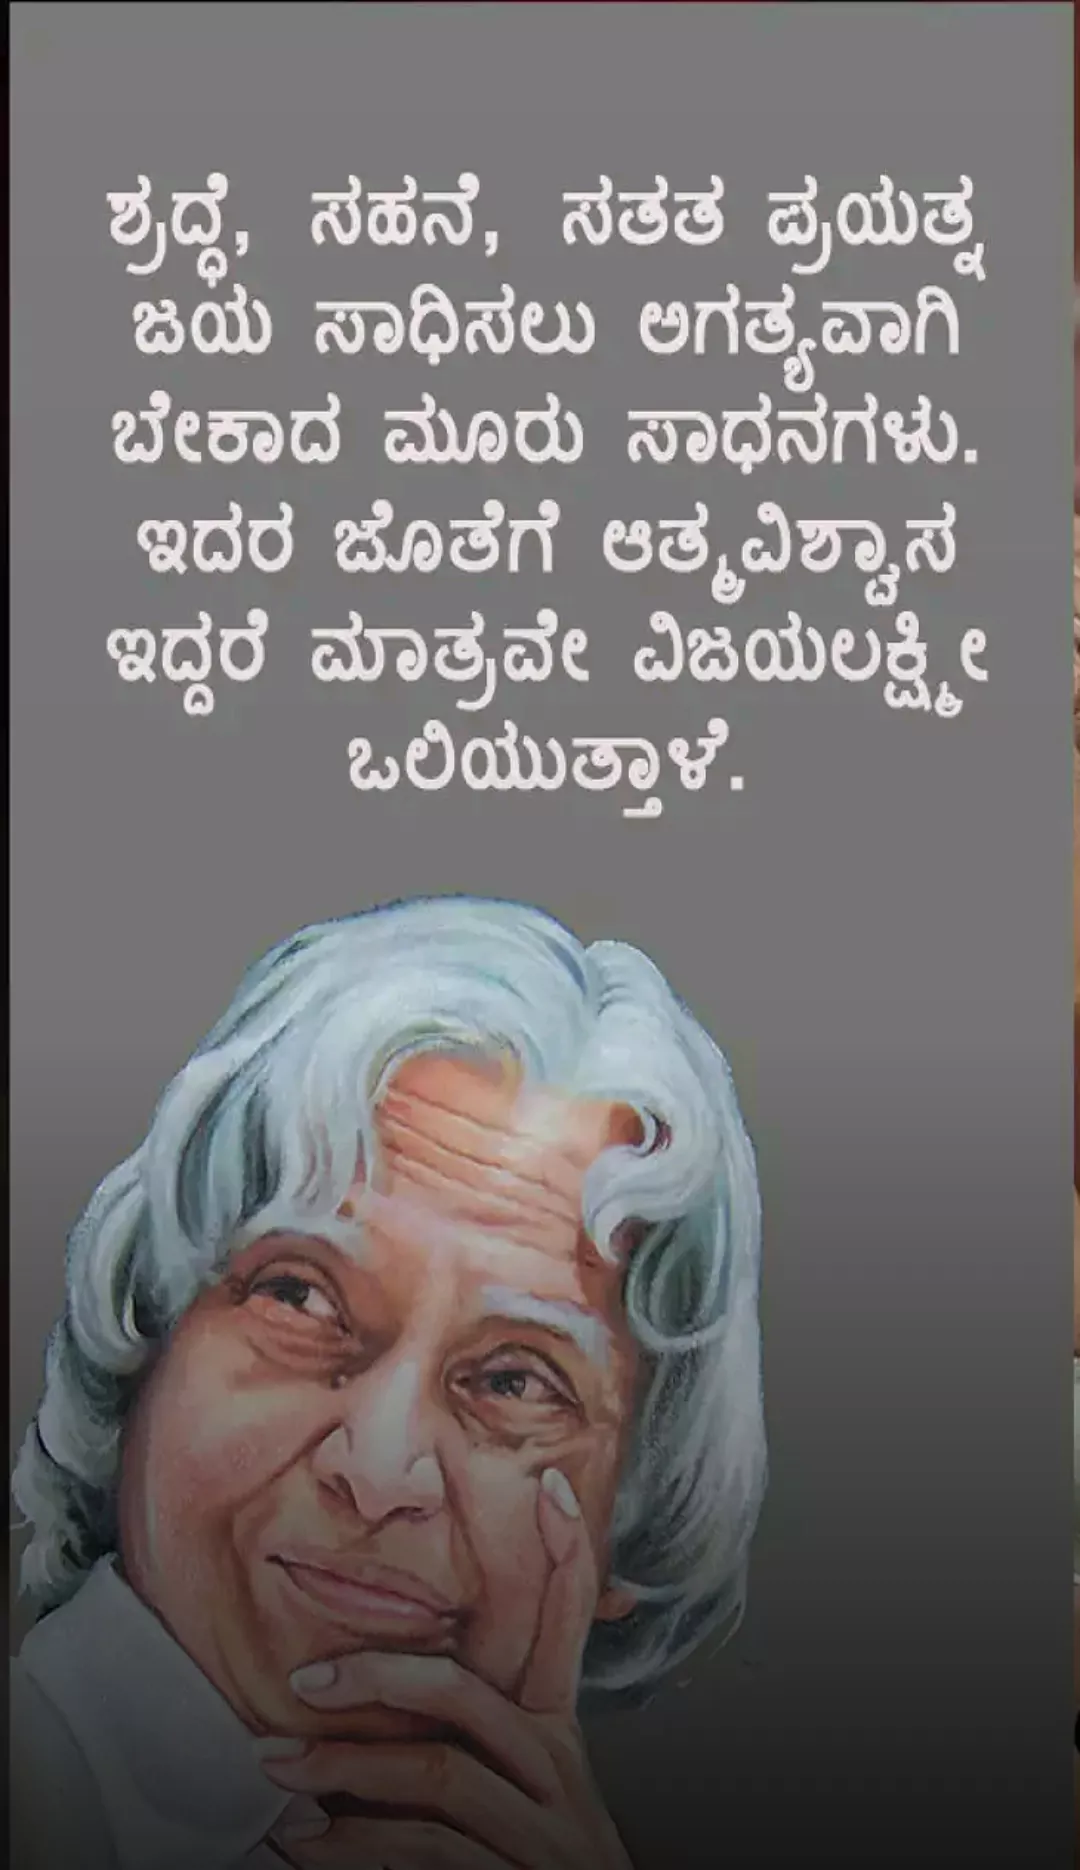 ಶ್ರದ್ಧೆ, ಸಹನೆ, ಸತತ ಪ್ರಯತ್ನ
ಜಯ ಸಾಧಿಸಲು ಅಗತ್ಯವಾಗಿ
ಬೇಕಾದ ಮೂರು ಸಾಧನಗಳು.
ಇದರ ಜೊತೆಗೆ ಆತ್ಮವಿಶ್ವಾಸ
ಇದ್ದರೆ ಮಾತ್ರವೇ ವಿಜಯಲಕ್ಷ್ಮೀ
ಒಲಿಯುತ್ತಾಳೆ.